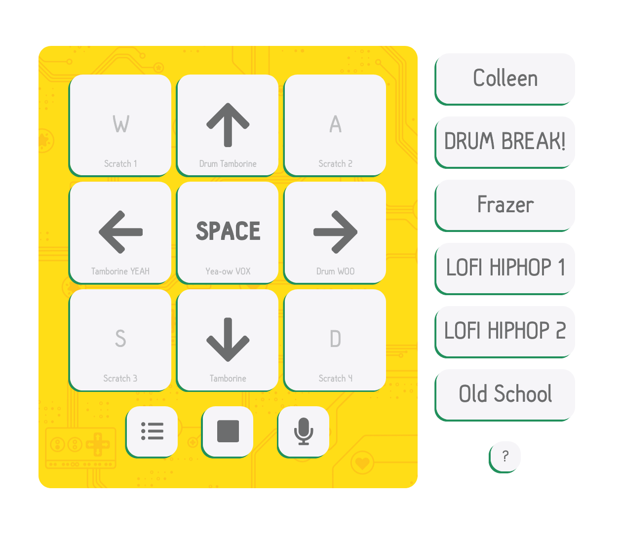 W
A
Scratch 1
Drum Tamborine
Scratch 2
SPACE
Tamborine YEAH
Yea-ow VOX
Drum WOO
S
D
Scratch 3
Tamborine
Scratch 4
Colleen
DRUM BREAK!
Frazer
LOFI HIPHOP 1
LOFI HIPHOP 2
Old School
?